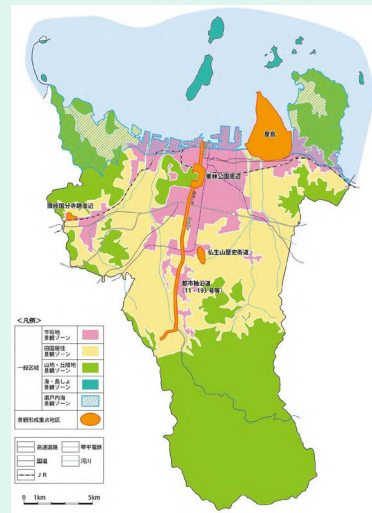 屋島
栗林公園周辺
讃岐国分寺跡周辺
仏生山歴史街道
都市軸沿道
(11・193号等)
<凡例>
一般区域
市街地
景観ゾーン
田園居住
景観ゾーン
山地・丘陵地
景観ゾーン
海・島しょ
景観ゾーン
瀬戸内海
景観ゾーン
景観形成重点地区
高速道路
琴平電鉄
国道
河川
JR
0 1km 5km